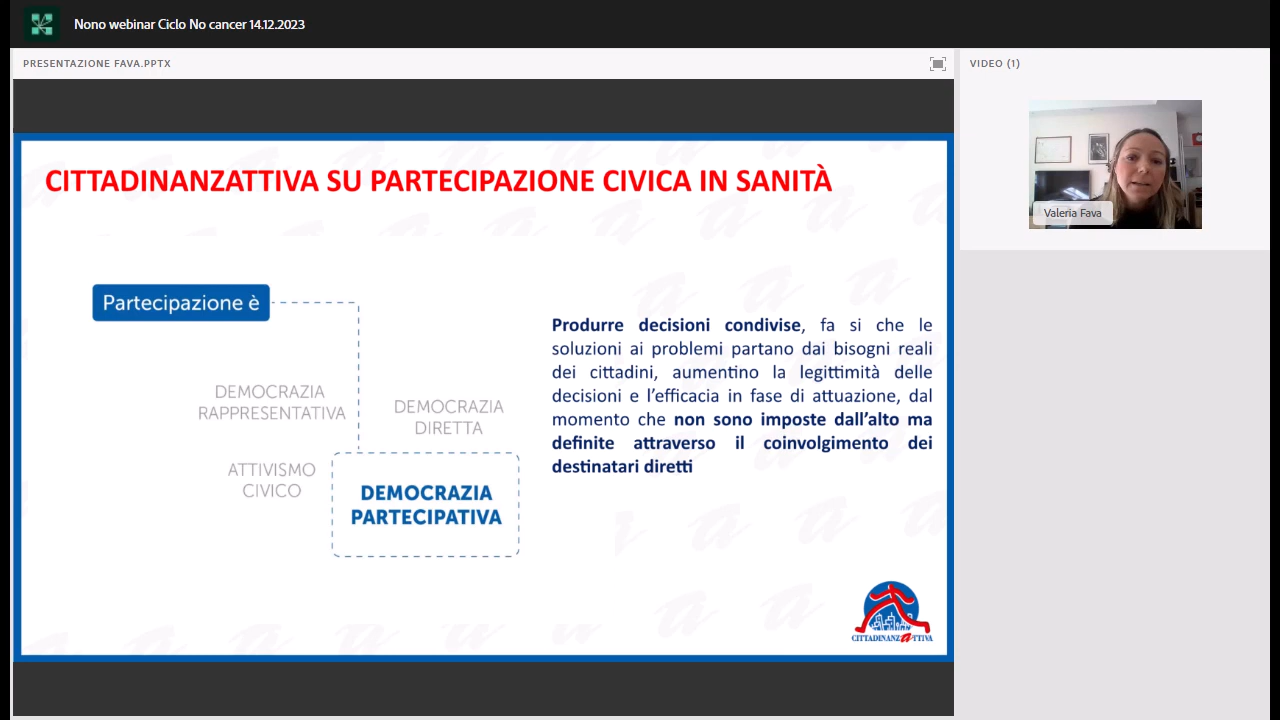 Nono webinar Ciclo No cancer 14.12.2023
PRESENTAZIONE FAVA.PPTX
VIDEO (1)
Valeria Fava
CITTADINANZATTIVA SU PARTECIPAZIONE CIVICA IN SANITÀ
Partecipazione è
DEMOCRAZIA
RAPPRESENTATIVA
DEMOCRAZIA
DIRETTA
ATTIVISMO
CIVICO
DEMOCRAZIA
PARTECIPATIVA
Produrre decisioni condivise, fa si che le
soluzioni ai problemi partano dai bisogni reali
dei cittadini, aumentino la legittimità delle
decisioni e l'efficacia in fase di attuazione, dal
momento che non sono imposte dall'alto ma
definite attraverso il coinvolgimento dei
destinatari diretti
CITTADINANZATTIVA